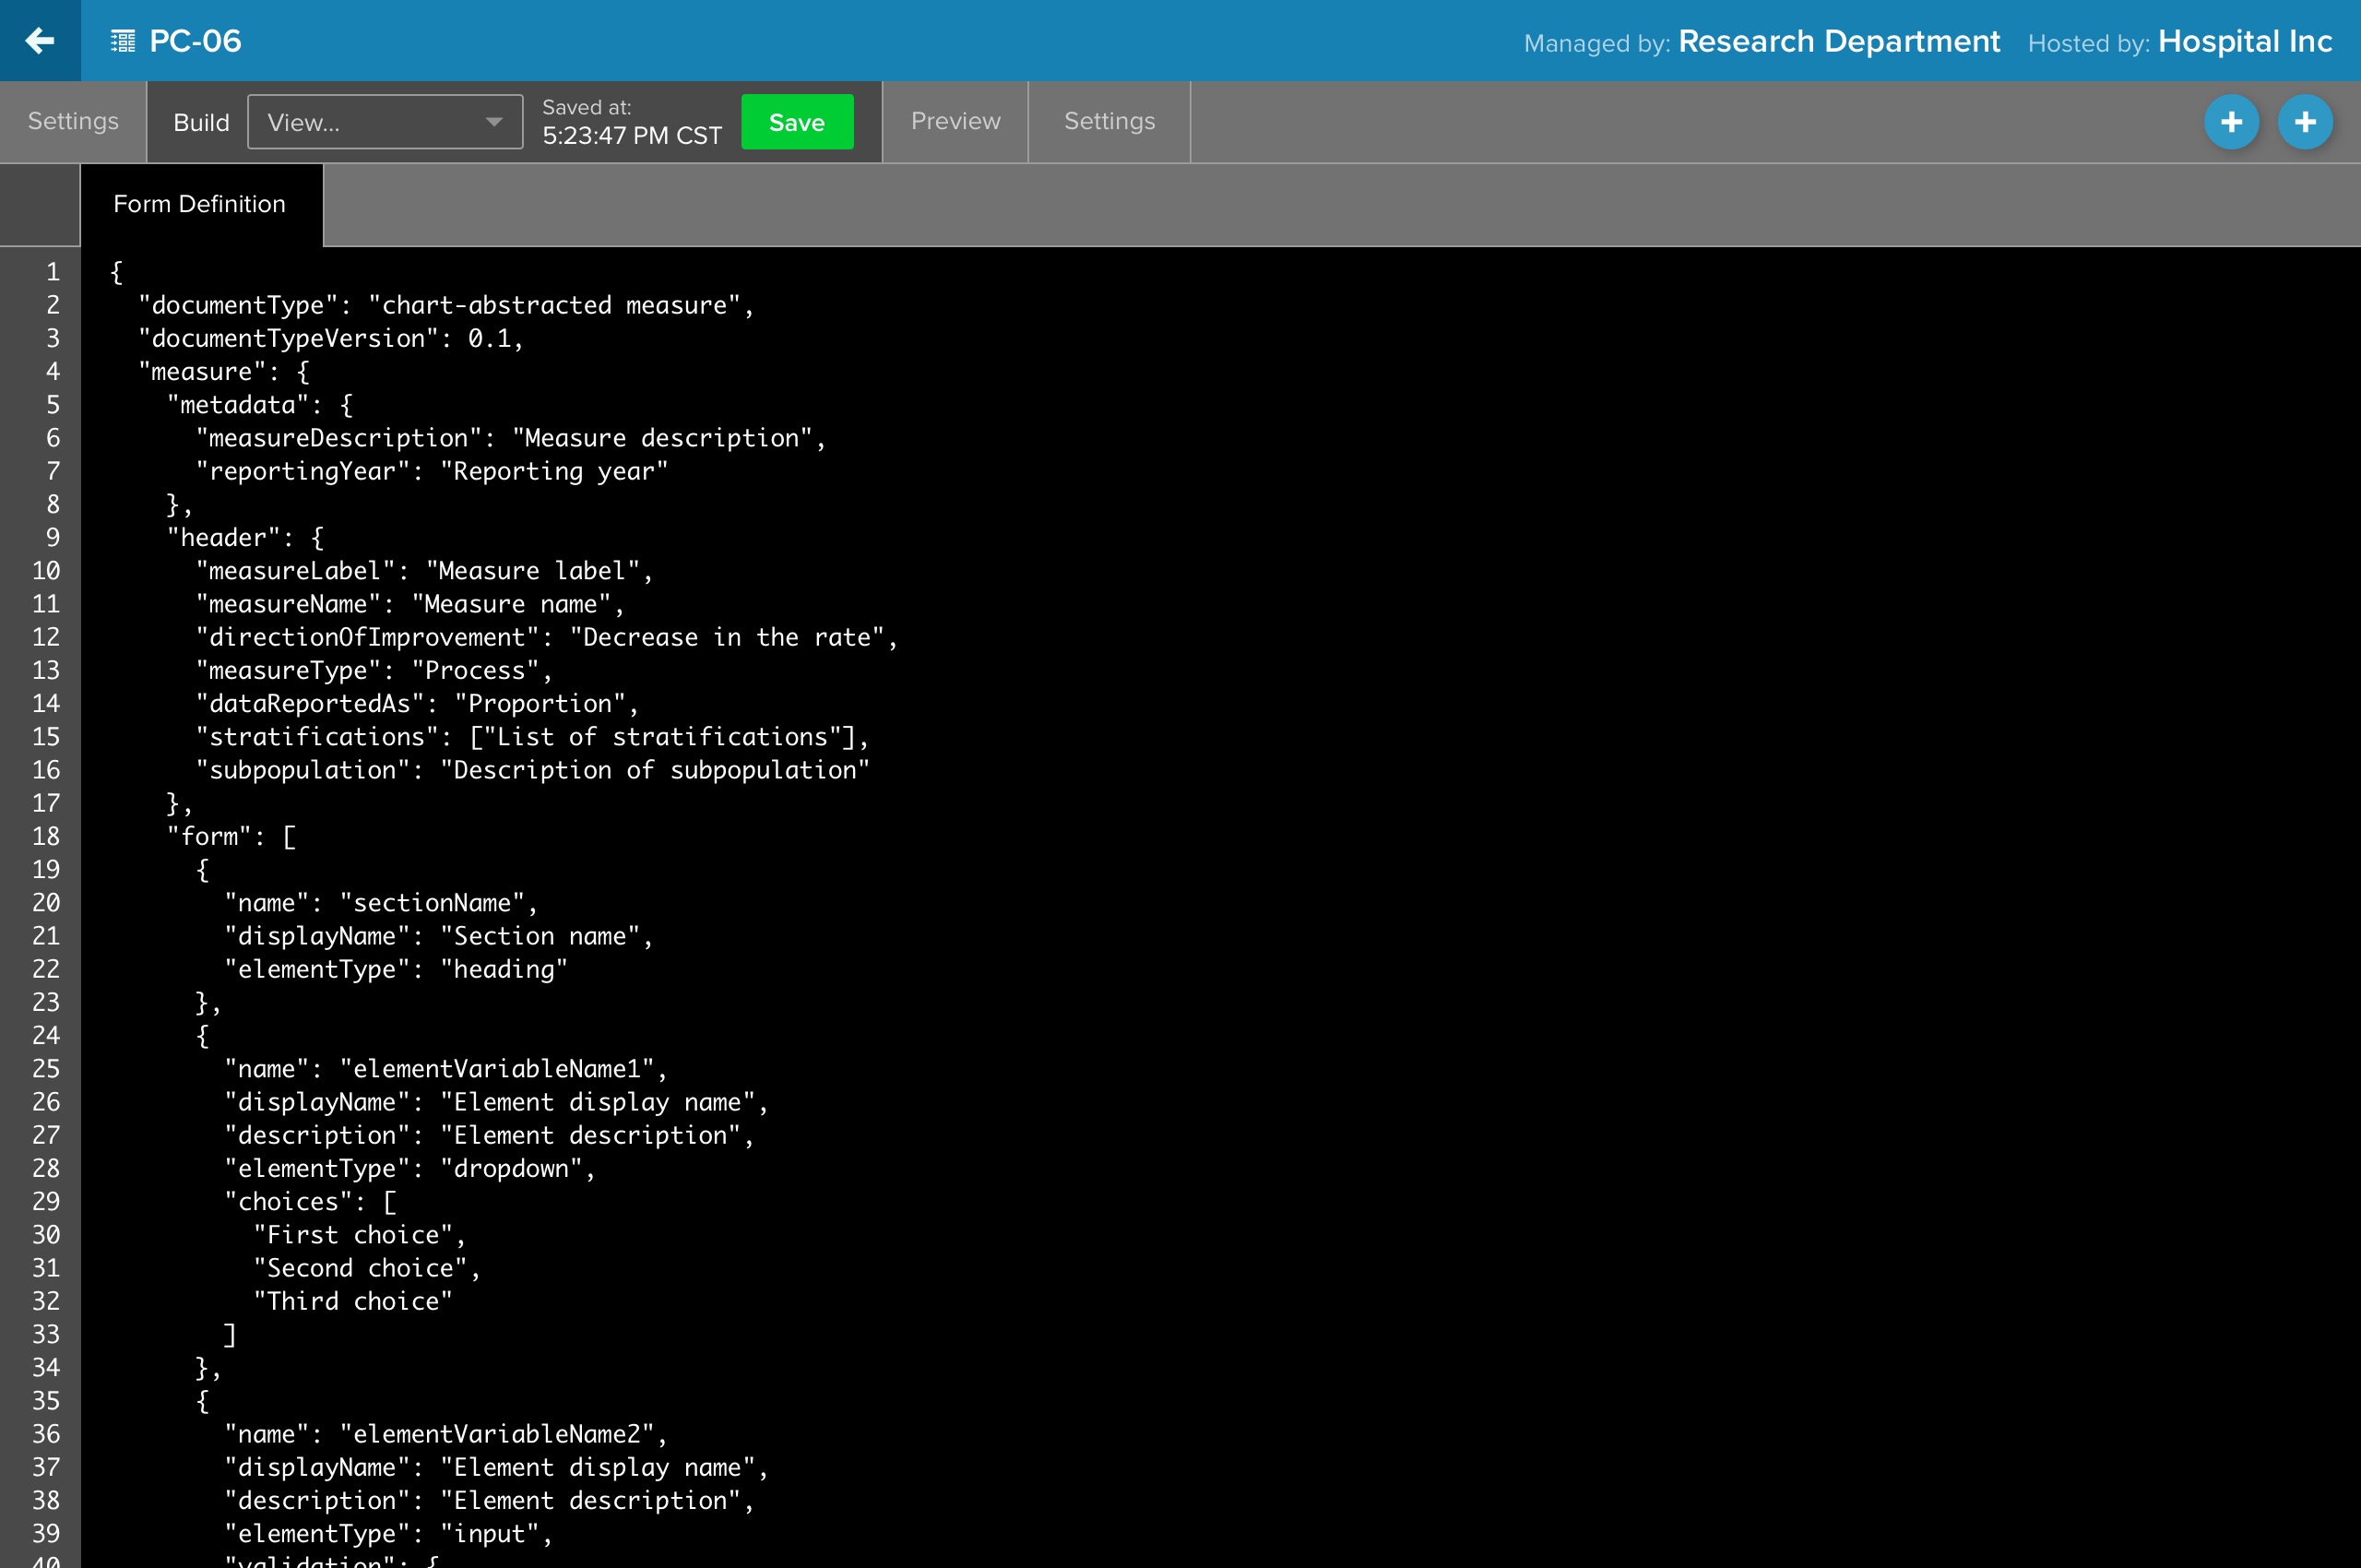 PC-06
Managed by: Research Department Hosted by: Hospital Inc
Settings
Build
View...
Saved at:
5:23:47 PM CST
Save
Preview
Settings
Form Definition
1 {
2 "documentType": "chart-abstracted measure",
3 "documentTypeVersion": 0.1,
4 "measure": {
5 "metadata": {
6 "measureDescription": "Measure description",
7 "reportingYear": "Reporting year"
8 },
9 "header": {
10 "measureLabel": "Measure label",
11 "measureName": "Measure name",
12 "directionOfImprovement": "Decrease in the rate",
13 "measureType": "Process",
14 "dataReportedAs": "Proportion",
15 "stratifications": ["List of stratifications"],
16 "subpopulation": "Description of subpopulation"
17 },
18 "form": [
19 {
20 "name": "sectionName",
21 "displayName": "Section name",
22 "elementType": "heading"
23 },
24 {
25 "name": "elementVariableName1",
26 "displayName": "Element display name",
27 "description": "Element description",
28 "elementType": "dropdown",
29 "choices": [
30 "First choice",
31 "Second choice",
32 "Third choice"
33 ]
34 },
35 {
36 "name": "elementVariableName2",
37 "displayName": "Element display name",
38 "description": "Element description",
39 "elementType": "input",
40 "validation": {